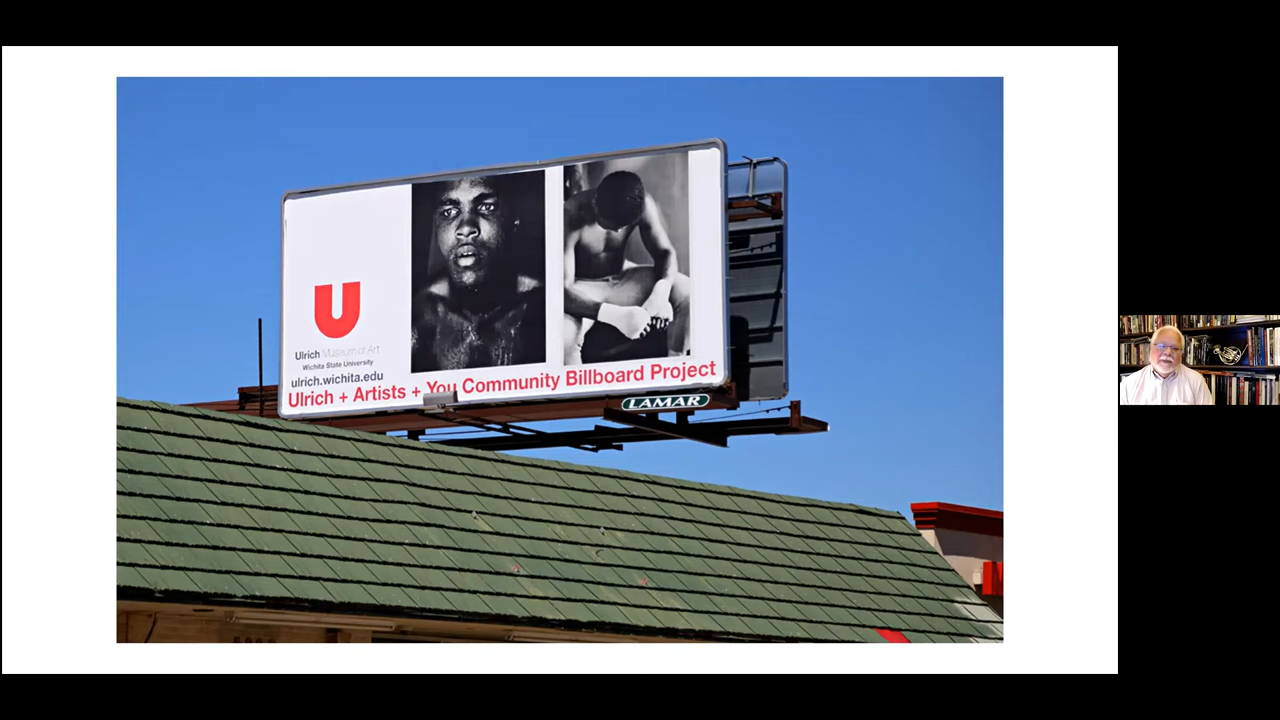 U
Ulrich Museum of Art
Wichita State University
ulrich.wichita.edu
Ulrich + Artists + You Community Billboard Project
LAMAR